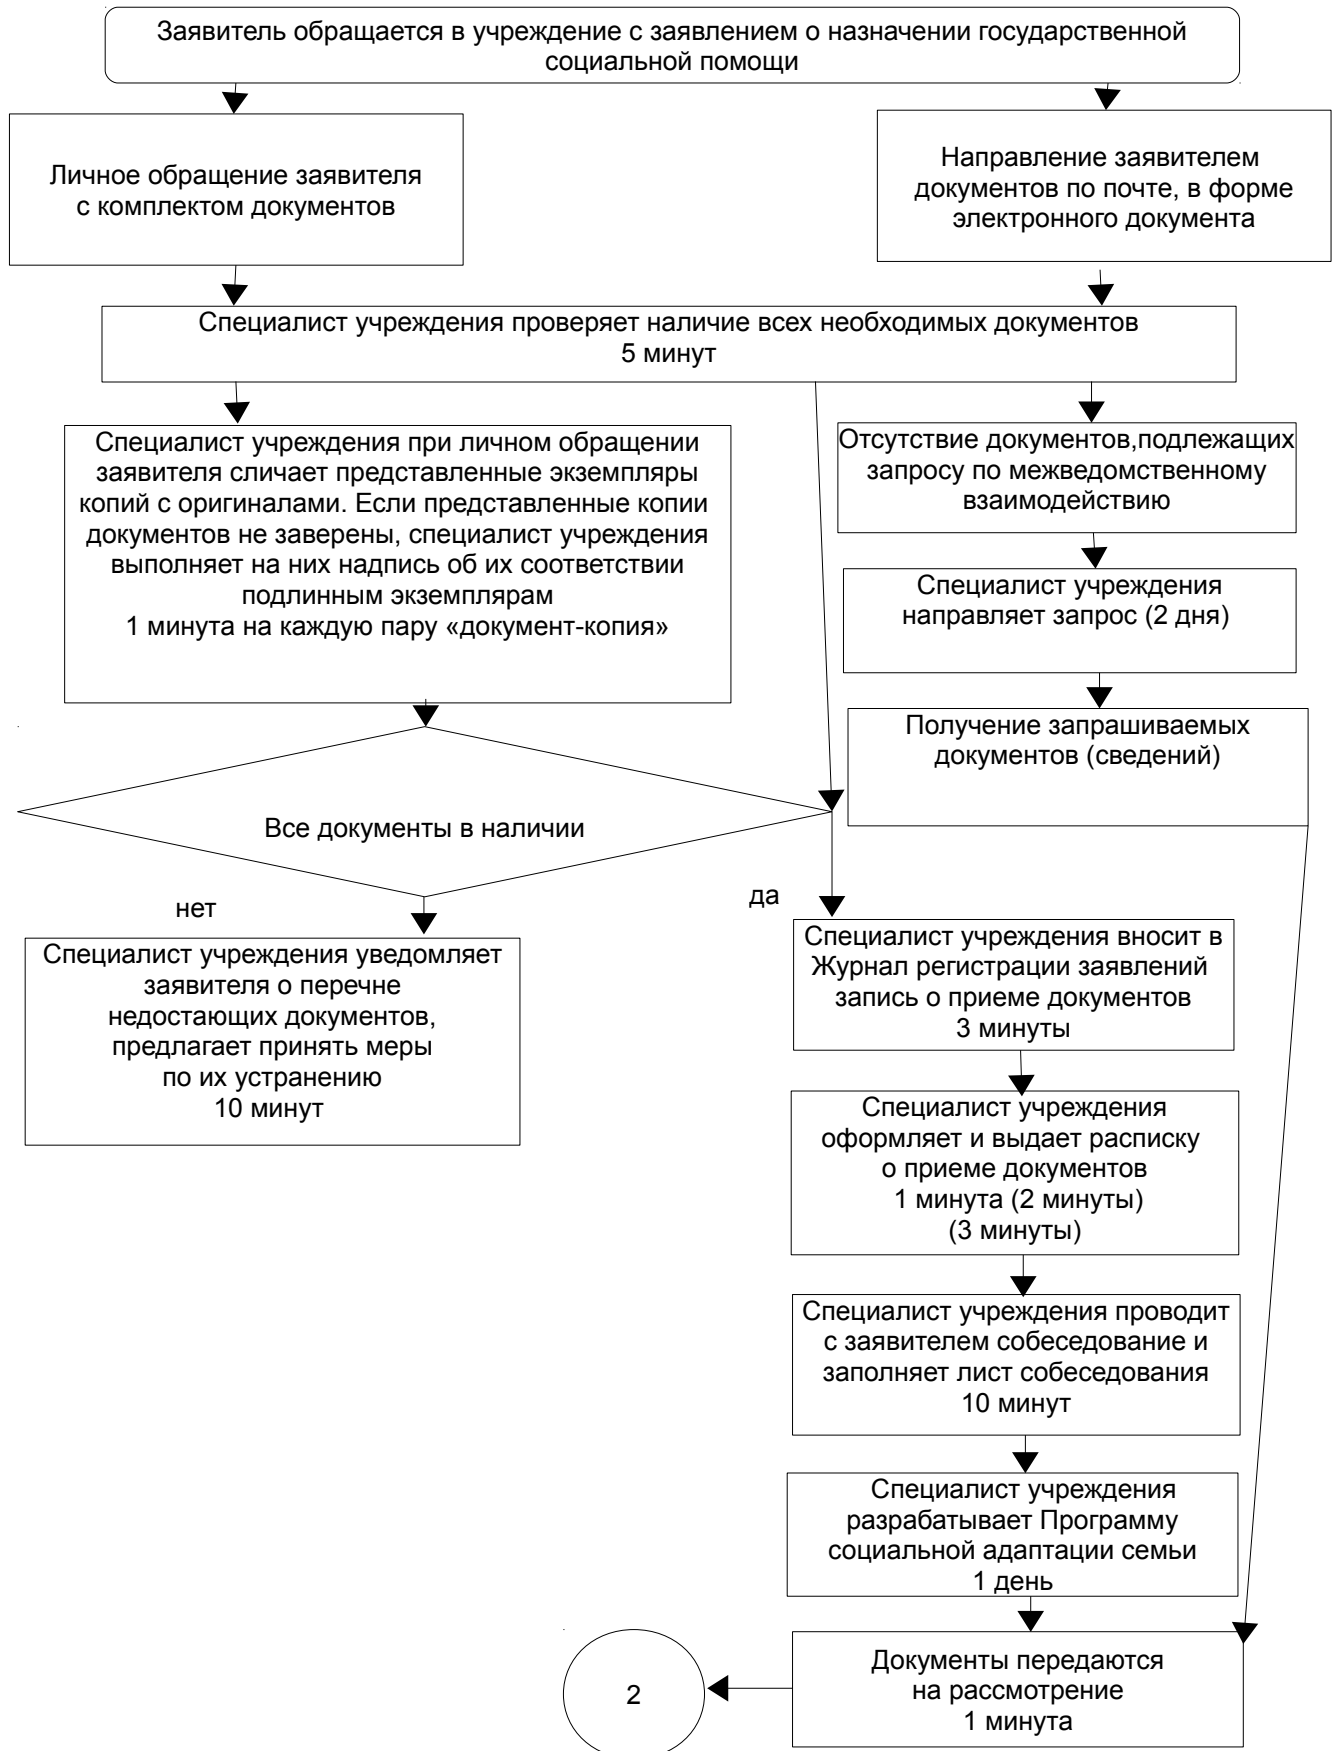 Заявитель обращается в учреждение с заявлением о назначении государственной
социальной помощи
Личное обращение заявителя
с комплектом документов
Направление заявителем
документов по почте, в форме
электронного документа
Специалист учреждения проверяет наличие всех необходимых документов
5 минут
Специалист учреждения при личном обращении
заявителя сличает представленные экземпляры
копий с оригиналами. Если представленные копии
документов не заверены, специалист учреждения
выполняет на них надпись об их соответствии
подлинным экземплярам
1 минута на каждую пару «документ-копия»
Отсутствие документов,подлежащих
запросу по межведомственному
взаимодействию
Специалист учреждения
направляет запрос (2 дня)
Получение запрашиваемых
документов (сведений)
Все документы в наличии
нет
да
Специалист учреждения уведомляет
заявителя о перечне
недостающих документов,
предлагает принять меры
по их устранению
10 минут
Специалист учреждения вносит в
Журнал регистрации заявлений
запись о приеме документов
3 минуты
Специалист учреждения
оформляет и выдает расписку
о приеме документов
1 минута (2 минуты)
(3 минуты)
Специалист учреждения проводит
с заявителем собеседование и
заполняет лист собеседования
10 минут
Специалист учреждения
разрабатывает Программу
социальной адаптации семьи
1 день
Документы передаются
на рассмотрение
1 минута
2